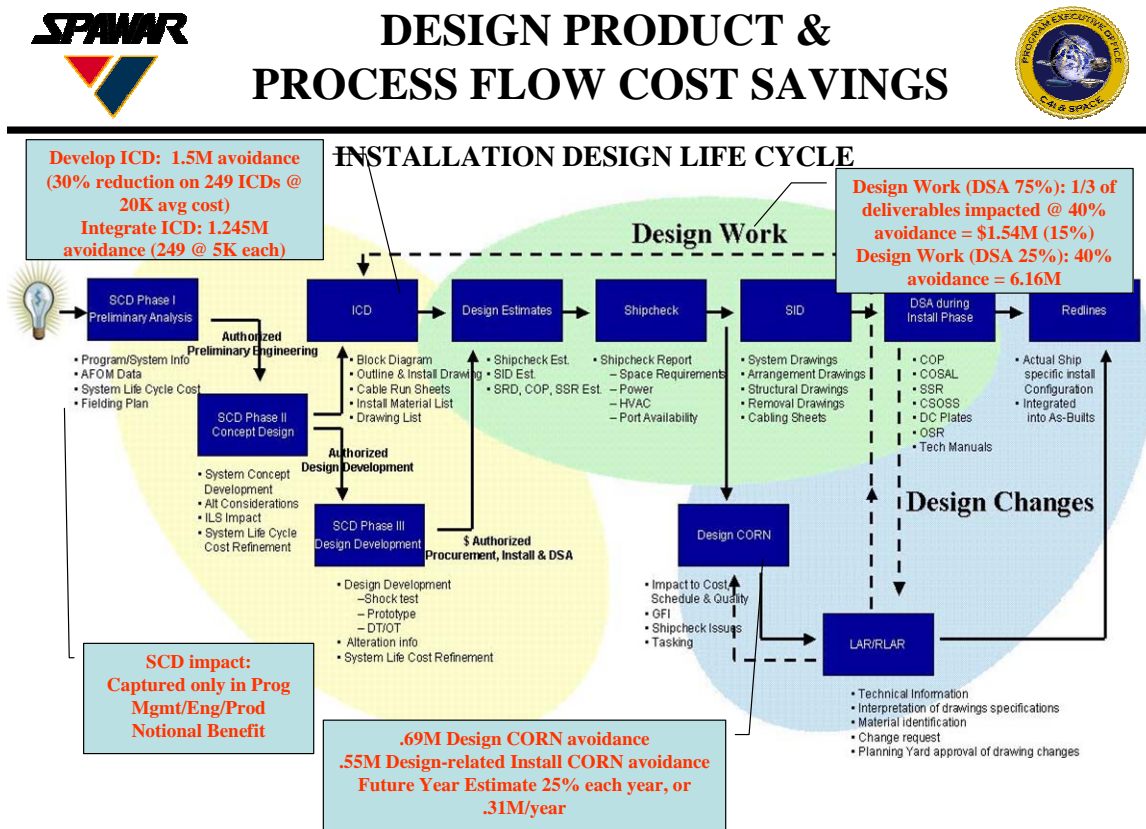 SPAWAR
DESIGN PRODUCT &
PROCESS FLOW COST SAVINGS
PROGRAM EXECUTIVE OFFICE
C4I & SPACE
INSTALLATION DESIGN LIFE CYCLE
Develop ICD: 1.5M avoidance
(30% reduction on 249 ICDs @
20K avg cost)
Integrate ICD: 1.245M
avoidance (249 @ 5K each)
Design Work (DSA 75%): 1/3 of
deliverables impacted @ 40%
avoidance = $1.54M (15%)
Design Work (DSA 25%): 40%
avoidance = 6.16M
Design Work
$
SCD Phase I
Preliminary Analysis
ICD
Design Estimates
Shipcheck
SID
DSA during
Install Phase
Redlines
Authorized
Preliminary Engineering
• Program/System Info
• AFOM Data
• System Life Cycle Cost
• Fielding Plan
• Block Diagram
• Outline & Install Drawing
• Cable Run Sheets
• Install Material List
• Drawing List
• Shipcheck Est.
• SID Est.
• SRD, COP, SSR Est.
• Shipcheck Report
– Space Requirements
– Power
– HVAC
– Port Availability
• System Drawings
• Arrangement Drawings
• Structural Drawings
• Removal Drawings
• Cabling Sheets
• COP
• COSAL
• SSR
• CSOSS
• DC Plates
• OSR
• Tech Manuals
• Actual Ship
specific install
Configuration
• Integrated
into As-Builts
SCD Phase II
Concept Design
Authorized
Design Development
• System Concept
Development
• Alt Considerations
• ILS Impact
• System Life Cycle
Cost Refinement
SCD Phase III
Design Development
$ Authorized
Procurement, Install & DSA
• Design Development
–Shock test
– Prototype
– DT/OT
• Alteration info
• System Life Cost Refinement
Design Changes
Design CORN
• Impact to Cost,
Schedule & Quality
• GFI
• Shipcheck Issues
• Tasking
LAR/RLAR
• Technical Information
• Interpretation of drawings specifications
• Material identification
• Change request
• Planning Yard approval of drawing changes
SCD impact:
Captured only in Prog
Mgmt/Eng/Prod
Notional Benefit
.69M Design CORN avoidance
.55M Design-related Install CORN avoidance
Future Year Estimate 25% each year, or
.31M/year